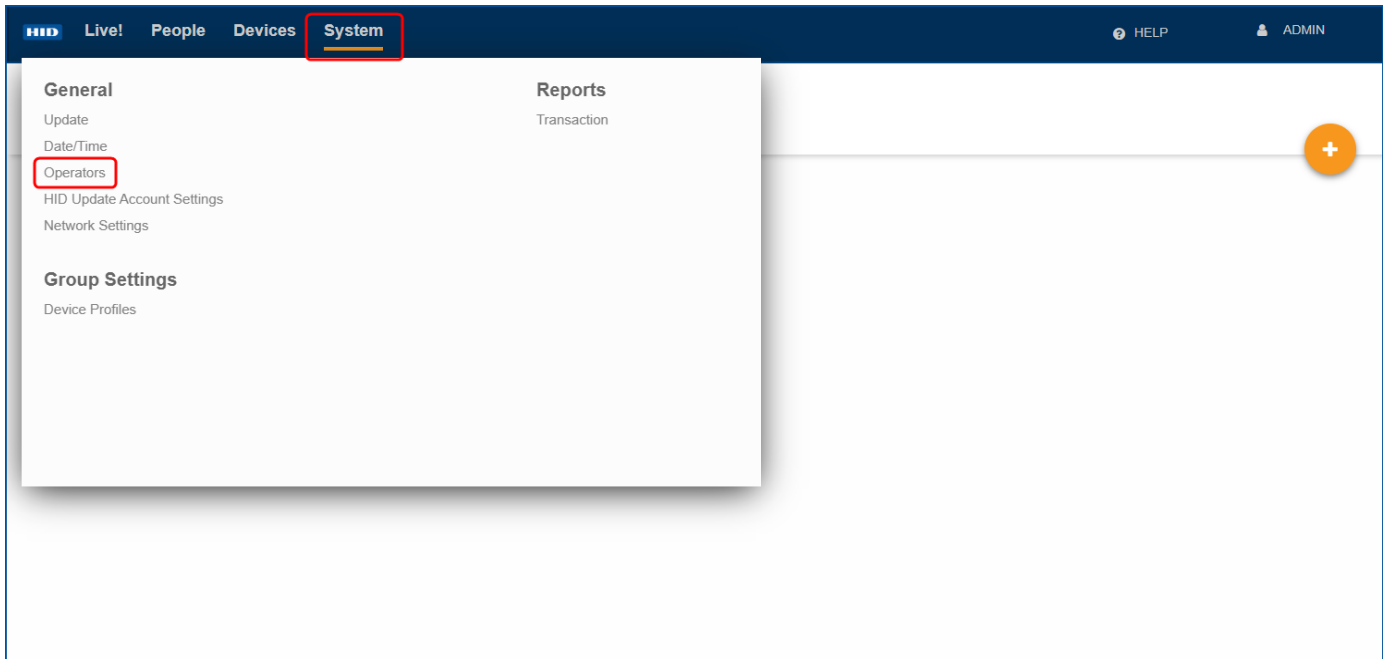 HID Live! People Devices System HELP ADMIN
General
Update
Date/Time
Operators
HID Update Account Settings
Network Settings
Group Settings
Device Profiles
Reports
Transaction
+